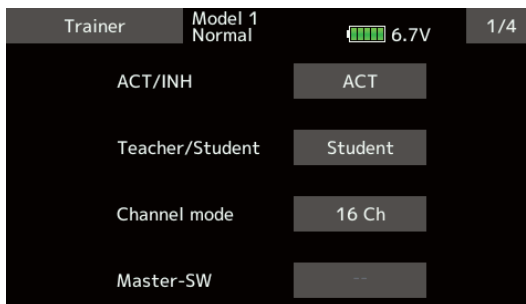 Trainer
Model 1
Normal
6.7V
1/4
ACT/INH ACT
Teacher/Student Student
Channel mode 16 Ch
Master-SW --